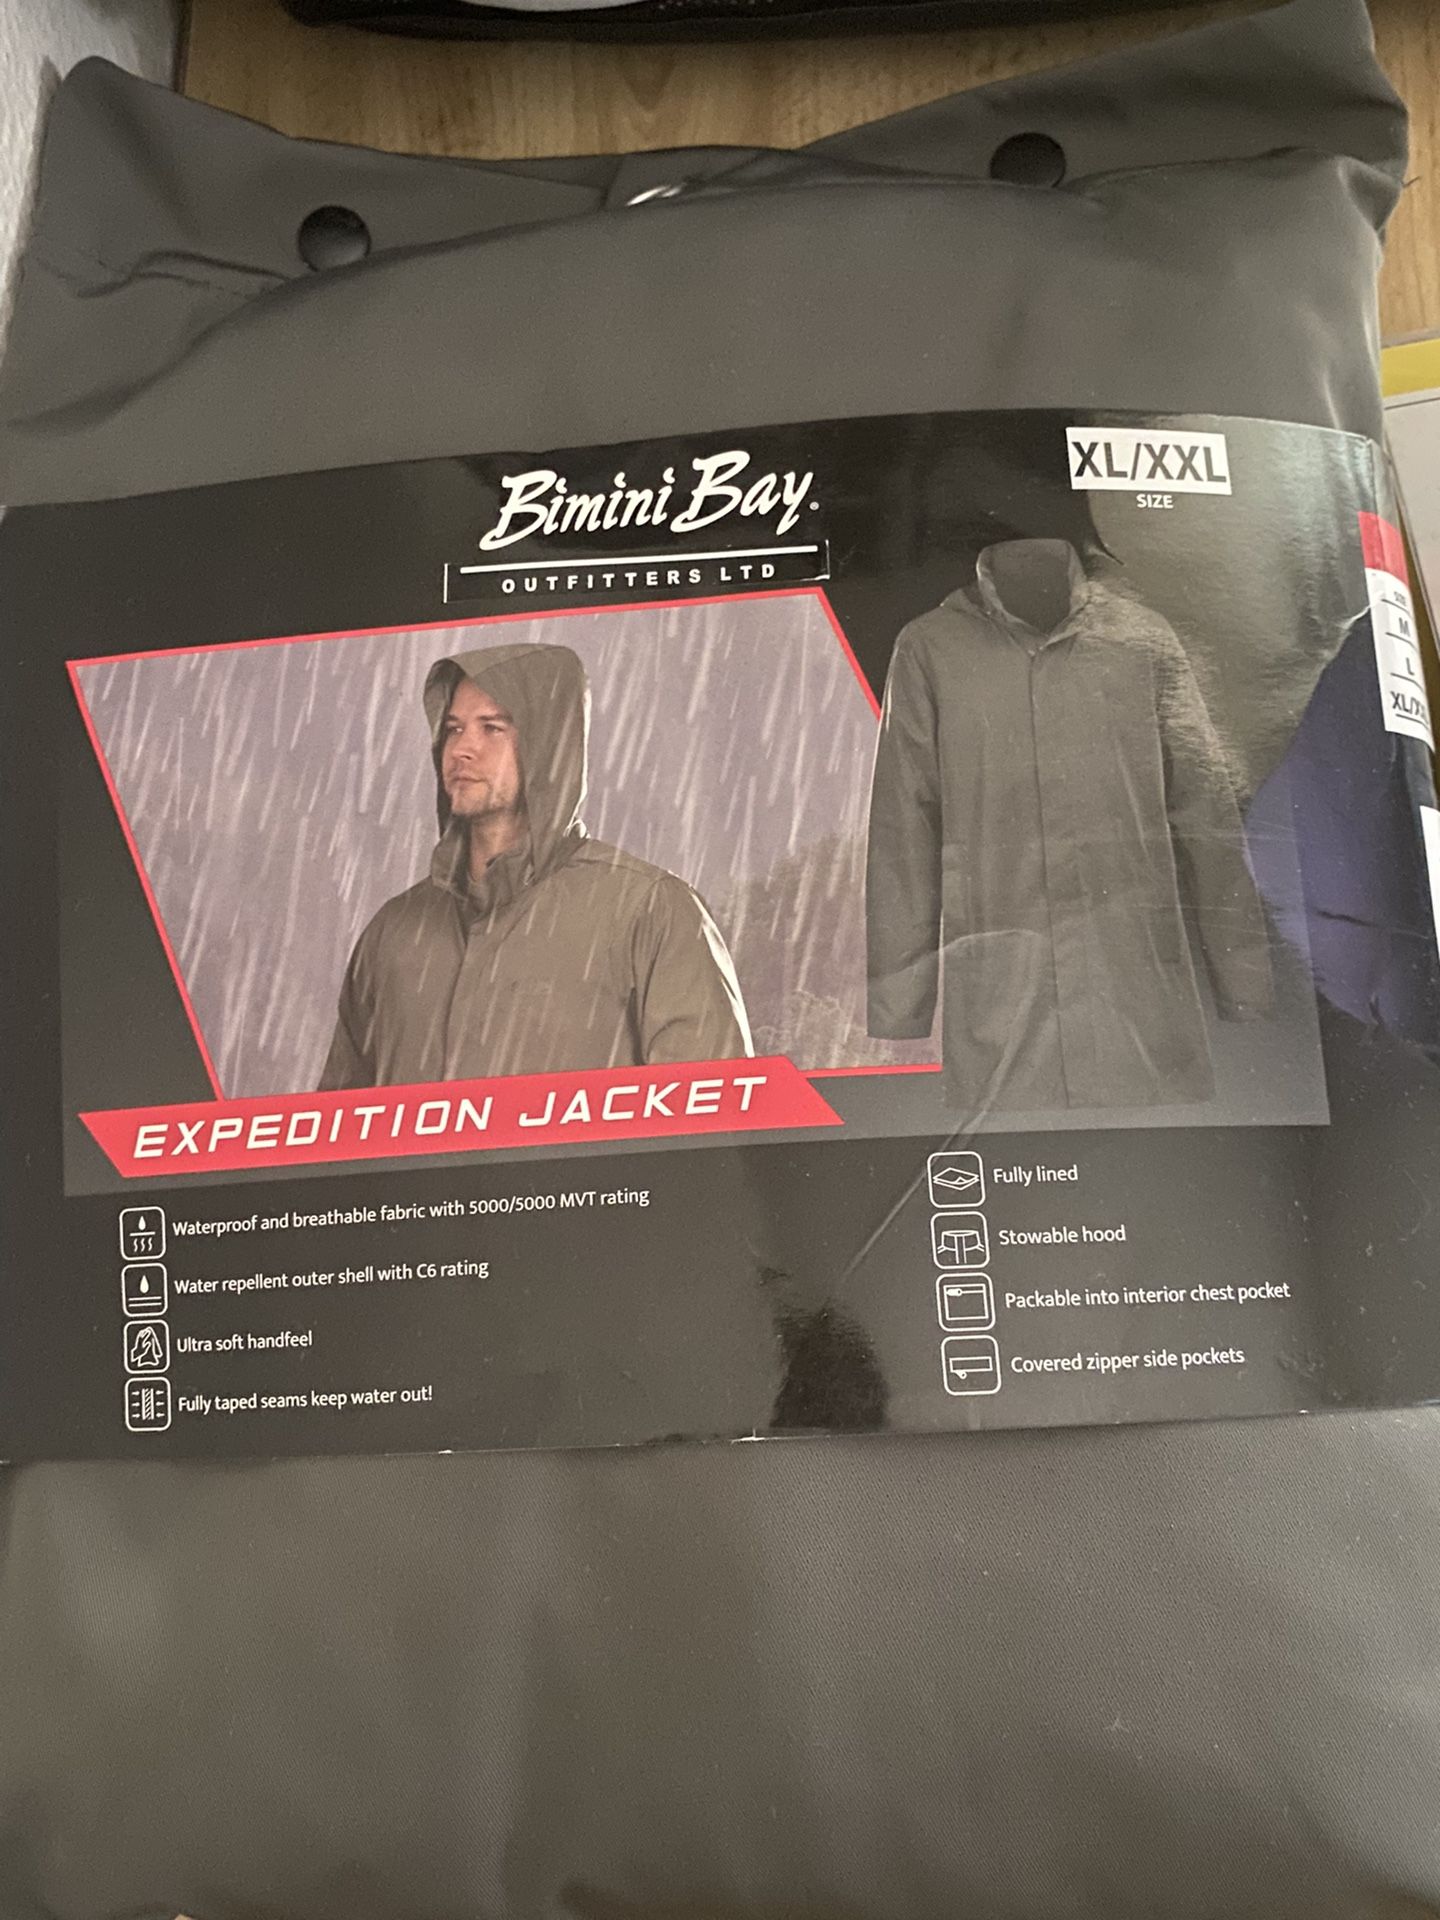 Bimini Bay®
OUTFITTERS LTD
XL/XXL
SIZE
SIZE
M
L
EXPEDITION JACKET
Waterproof and breathable fabric with 5000/5000 MVT rating
Water repellent outer shell with C6 rating
Ultra soft handfeel
Fully taped seams keep water out!
Fully lined
Stowable hood
Packable into interior chest pocket
Covered zipper side pockets